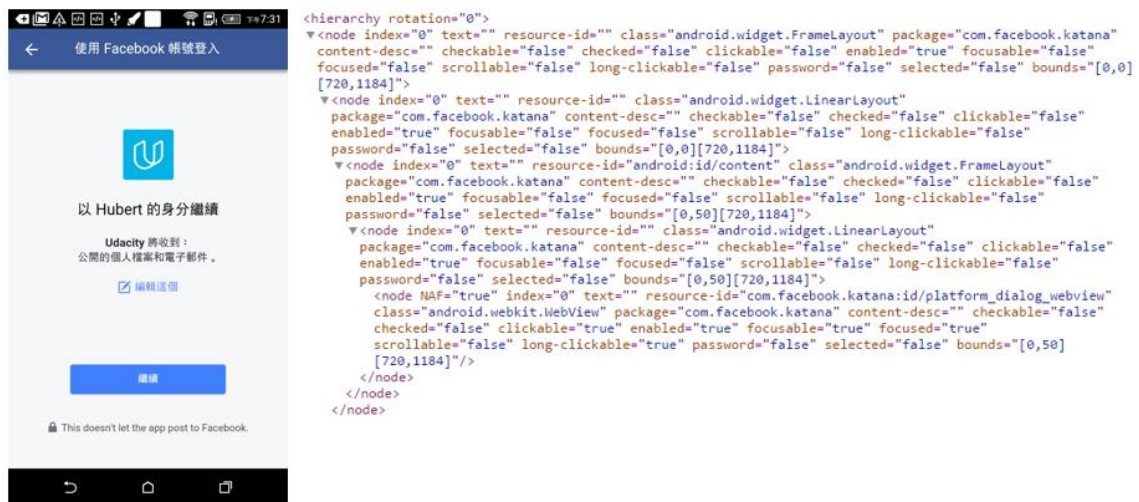 下午7:31
使用 Facebook 帳號登入
以 Hubert 的身分繼續
Udacity 將收到：
公開的個人檔案和電子郵件。
編輯這個
繼續
This doesn't let the app post to Facebook.
<hierarchy rotation="0">
▼<node index="0" text="" resource-id="" class="android.widget.FrameLayout" package="com.facebook.katana"
content-desc="" checkable="false" checked="false" clickable="false" enabled="true" focusable="false"
focused="false" scrollable="false" long-clickable="false" password="false" selected="false" bounds="[0,0]
[720,1184]">
▼<node index="0" text="" resource-id="" class="android.widget.LinearLayout"
package="com.facebook.katana" content-desc="" checkable="false" checked="false" clickable="false"
enabled="true" focusable="false" focused="false" scrollable="false" long-clickable="false"
password="false" selected="false" bounds="[0,0][720,1184]">
▼<node index="0" text="" resource-id="android:id/content" class="android.widget.FrameLayout"
package="com.facebook.katana" content-desc="" checkable="false" checked="false" clickable="false"
enabled="true" focusable="false" focused="false" scrollable="false" long-clickable="false"
password="false" selected="false" bounds="[0,50][720,1184]">
▼<node index="0" text="" resource-id="" class="android.widget.LinearLayout"
package="com.facebook.katana" content-desc="" checkable="false" checked="false" clickable="false"
enabled="true" focusable="false" focused="false" scrollable="false" long-clickable="false"
password="false" selected="false" bounds="[0,50][720,1184]">
<node NAF="true" index="0" text="" resource-id="com.facebook.katana:id/platform_dialog_webview"
class="android.webkit.WebView" package="com.facebook.katana" content-desc="" checkable="false"
checked="false" clickable="true" enabled="true" focusable="true" focused="true"
scrollable="false" long-clickable="true" password="false" selected="false" bounds="[0,50]
[720,1184]"/>
</node>
</node>
</node>